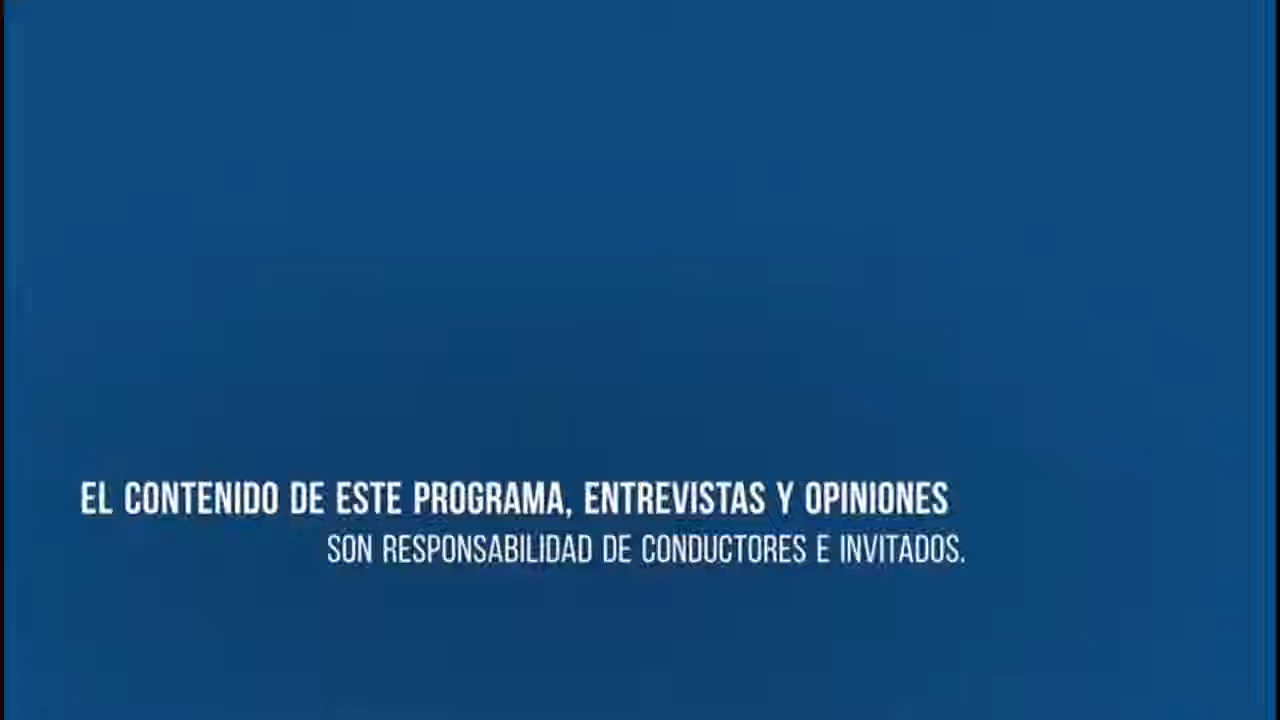 EL CONTENIDO DE ESTE PROGRAMA, ENTREVISTAS Y OPINIONES
SON RESPONSABILIDAD DE CONDUCTORES E INVITADOS.